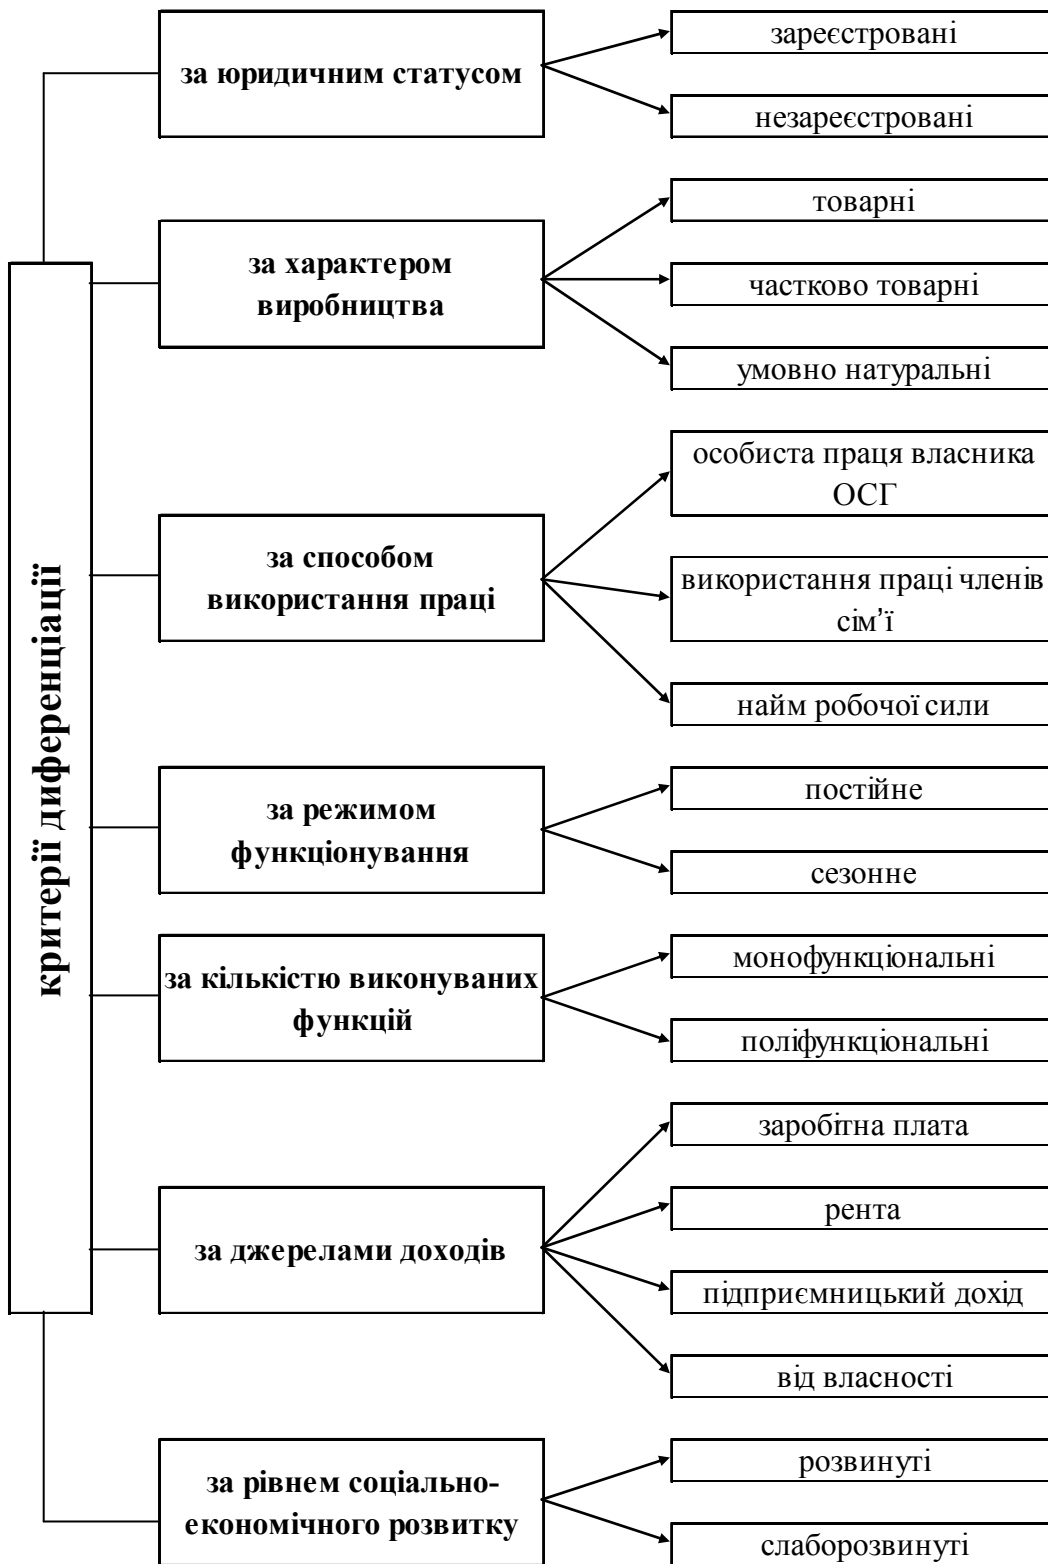 критерії диференціації
за юридичним статусом
зареєстровані
незареєстровані
за характером
виробництва
товарні
частково товарні
умовно натуральні
за способом
використання праці
особиста праця власника
ОСГ
використання праці членів
сім’ї
найм робочої сили
за режимом
функціонування
постійне
сезонне
за кількістю виконуваних
функцій
монофункціональні
поліфункціональні
за джерелами доходів
заробітна плата
рента
підприємницький дохід
від власності
за рівнем соціально-
економічного розвитку
розвинуті
слаборозвинуті